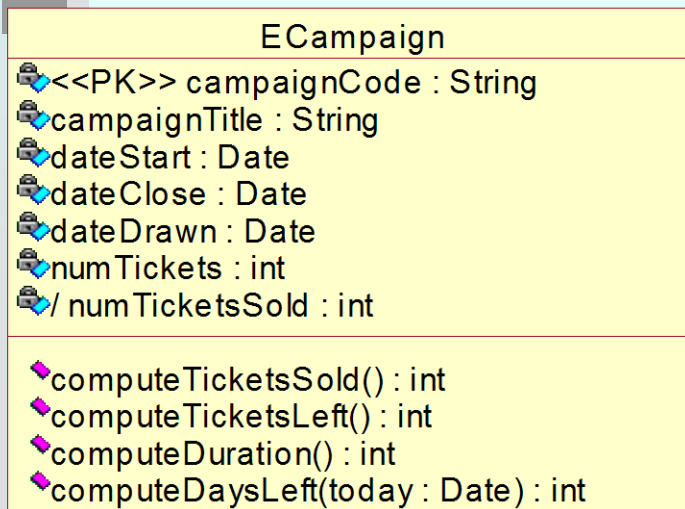 ECampaign
<<PK>> campaignCode : String
campaignTitle : String
dateStart : Date
dateClose : Date
dateDrawn : Date
numTickets : int
/ numTicketsSold : int
computeTicketsSold() : int
computeTicketsLeft() : int
computeDuration() : int
computeDaysLeft(today : Date) : int